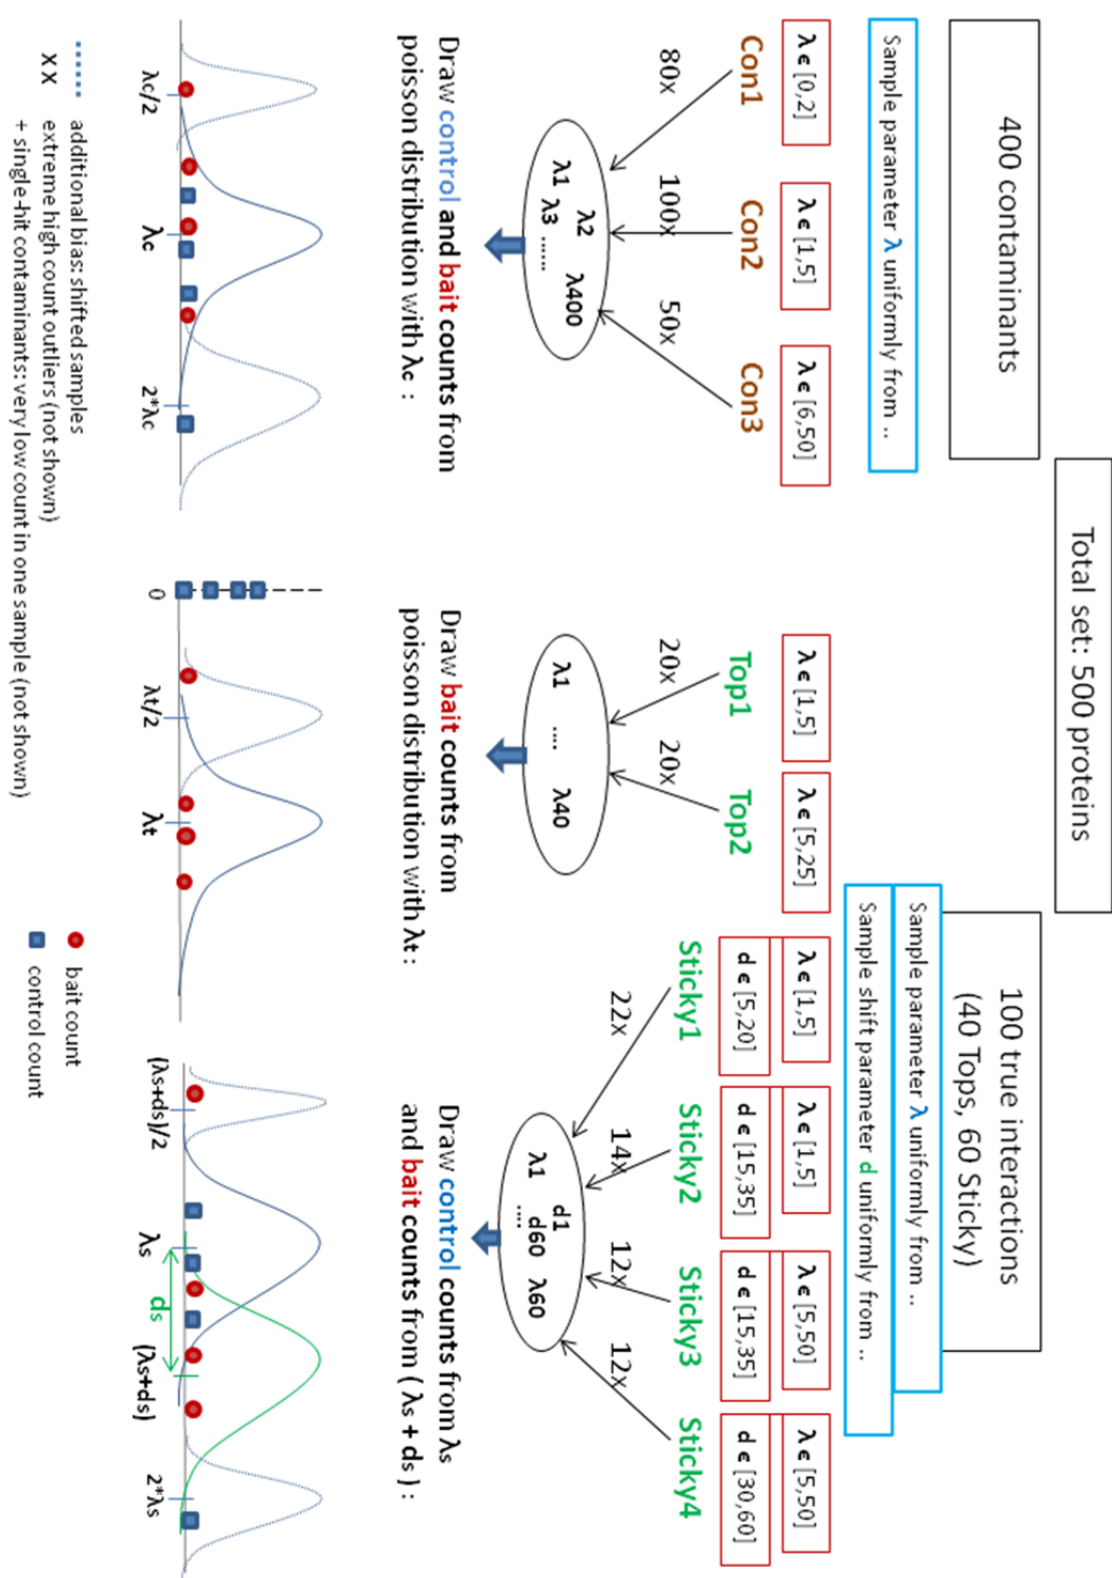 Total set: 500 proteins
400 contaminants
100 true interactions
(40 Tops, 60 Sticky)
Sample parameter λ uniformly from ..
Sample parameter λ uniformly from ..
Sample shift parameter d uniformly from ..
λ ϵ [0,2]
λ ϵ [1,5]
λ ϵ [6,50]
λ ϵ [1,5]
λ ϵ [5,25]
λ ϵ [1,5]
λ ϵ [1,5]
λ ϵ [5,50]
λ ϵ [5,50]
d ϵ [5,20]
d ϵ [15,35]
d ϵ [15,35]
d ϵ [30,60]
Con1
Con2
Con3
Top1
Top2
Sticky1
Sticky2
Sticky3
Sticky4
80x
100x
50x
20x
20x
22x
14x
12x
12x
λ1 λ2
λ3 ...... λ400
λ1 .... λ40
λ1 d1
.... d60 λ60
Draw control and bait counts from
poisson distribution with λc :
Draw bait counts from
poisson distribution with λt :
Draw control counts from λs
and bait counts from ( λs + ds ) :
λc/2
λc
2*λc
0
λt/2
λt
(λs+ds)/2
λs
ds
(λs+ds)
2*λs
additional bias: shifted samples
x x extreme high count outliers (not shown)
+ single-hit contaminants: very low count in one sample (not shown)
bait count
control count